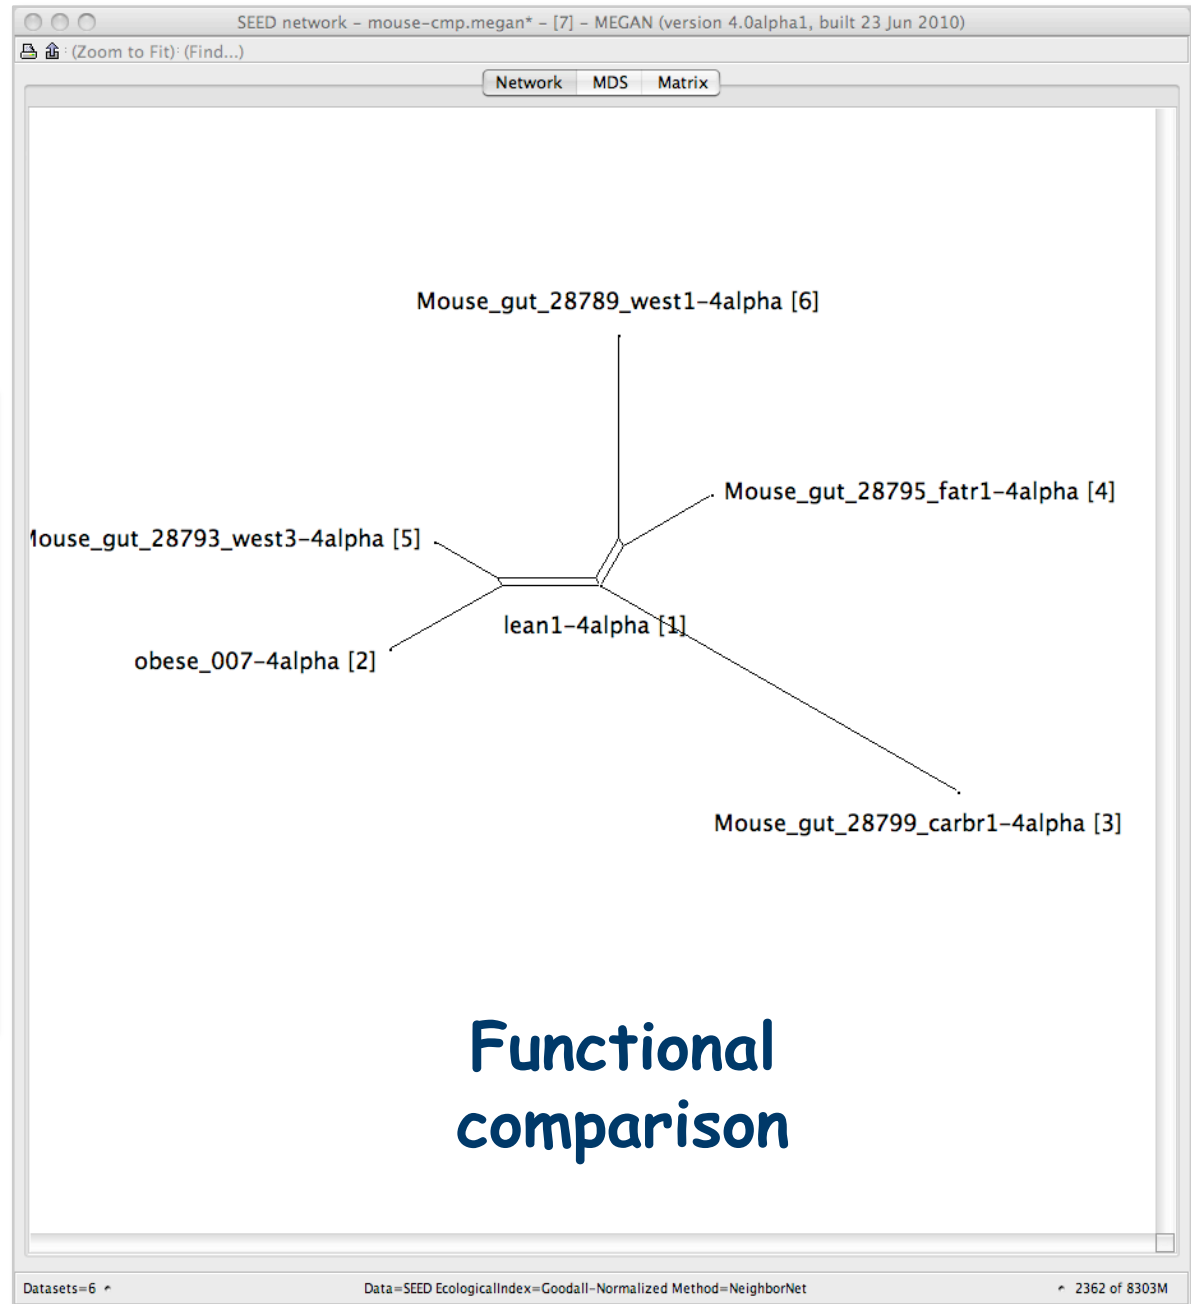 SEED network – mouse-cmp.megan* – [7] – MEGAN (version 4.0alpha1, built 23 Jun 2010)
(Zoom to Fit) (Find...)
Network MDS Matrix
Mouse_gut_28789_west1-4alpha [6]
Mouse_gut_28795_fatr1-4alpha [4]
Mouse_gut_28793_west3-4alpha [5]
lean1-4alpha [1]
obese_007-4alpha [2]
Mouse_gut_28799_carbr1-4alpha [3]
Functional
comparison
Datasets=6 Data=SEED EcologicalIndex=Goodall-Normalized Method=NeighborNet 2362 of 8303M